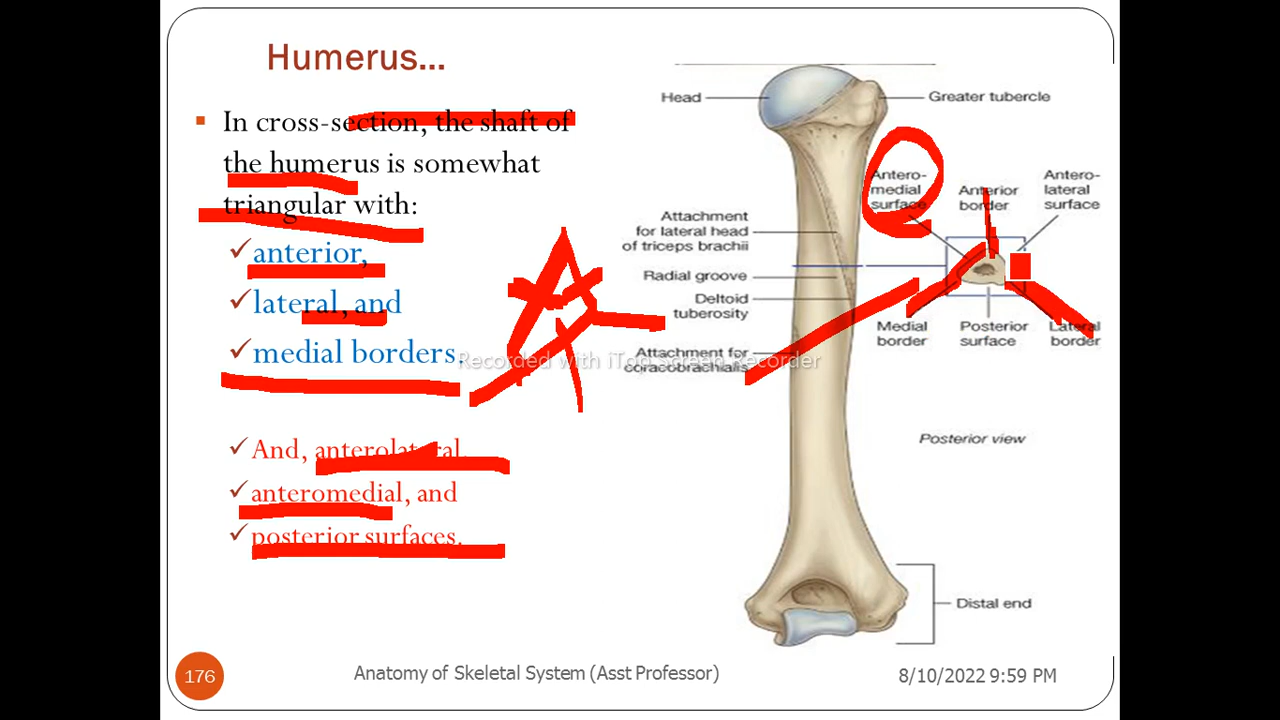 Humerus...
In cross-section, the shaft of
the humerus is somewhat
triangular with:
anterior,
lateral, and
medial borders.
And, anterolateral,
anteromedial, and
posterior surfaces.
Head
Greater tubercle
Antero-
medial
surface
Anterior
border
Antero-
lateral
surface
Attachment
for lateral head
of triceps brachii
Radial groove
Deltoid
tuberosity
Attachment for
coracobrachialis
Medial
border
Posterior
surface
Lateral
border
Recorded with iTop Screen Recorder
Posterior view
Distal end
176
Anatomy of Skeletal System (Asst Professor)
8/10/2022 9:59 PM